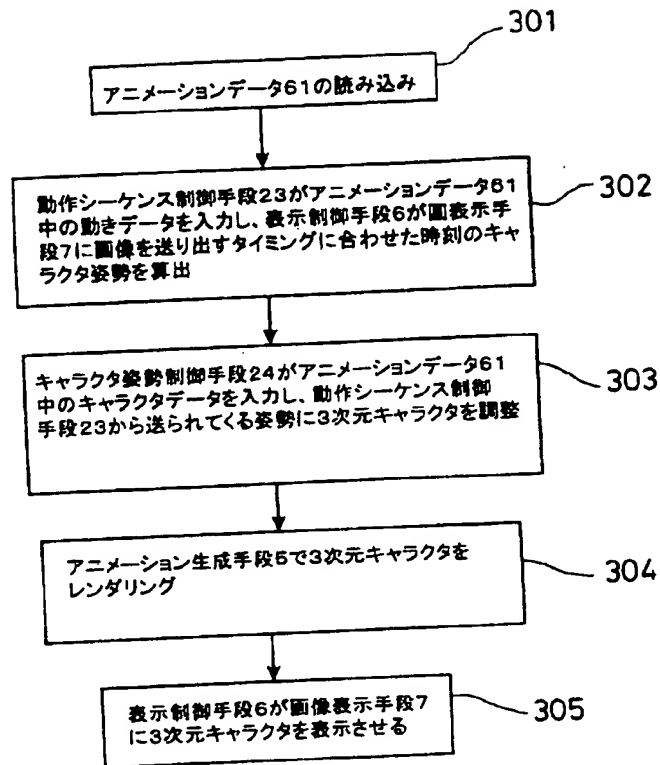 301
アニメーションデータ61の読み込み
302
動作シーケンス制御手段23がアニメーションデータ61
中の動きデータを入力し、表示制御手段6が画表示手
段7に画像を送り出すタイミングに合わせた時刻のキャ
ラクタ姿勢を算出
303
キャラクタ姿勢制御手段24がアニメーションデータ61
中のキャラクタデータを入力し、動作シーケンス制御
手段23から送られてくる姿勢に3次元キャラクタを調整
304
アニメーション生成手段5で3次元キャラクタを
レンダリング
305
表示制御手段6が画像表示手段7
に3次元キャラクタを表示させる